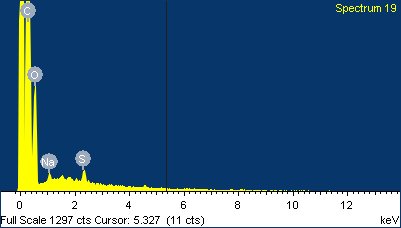 Spectrum 19
C
O
Na
S
0 2 4 6 8 10 12
keV
Full Scale 1297 cts Cursor: 5.327 (11 cts)